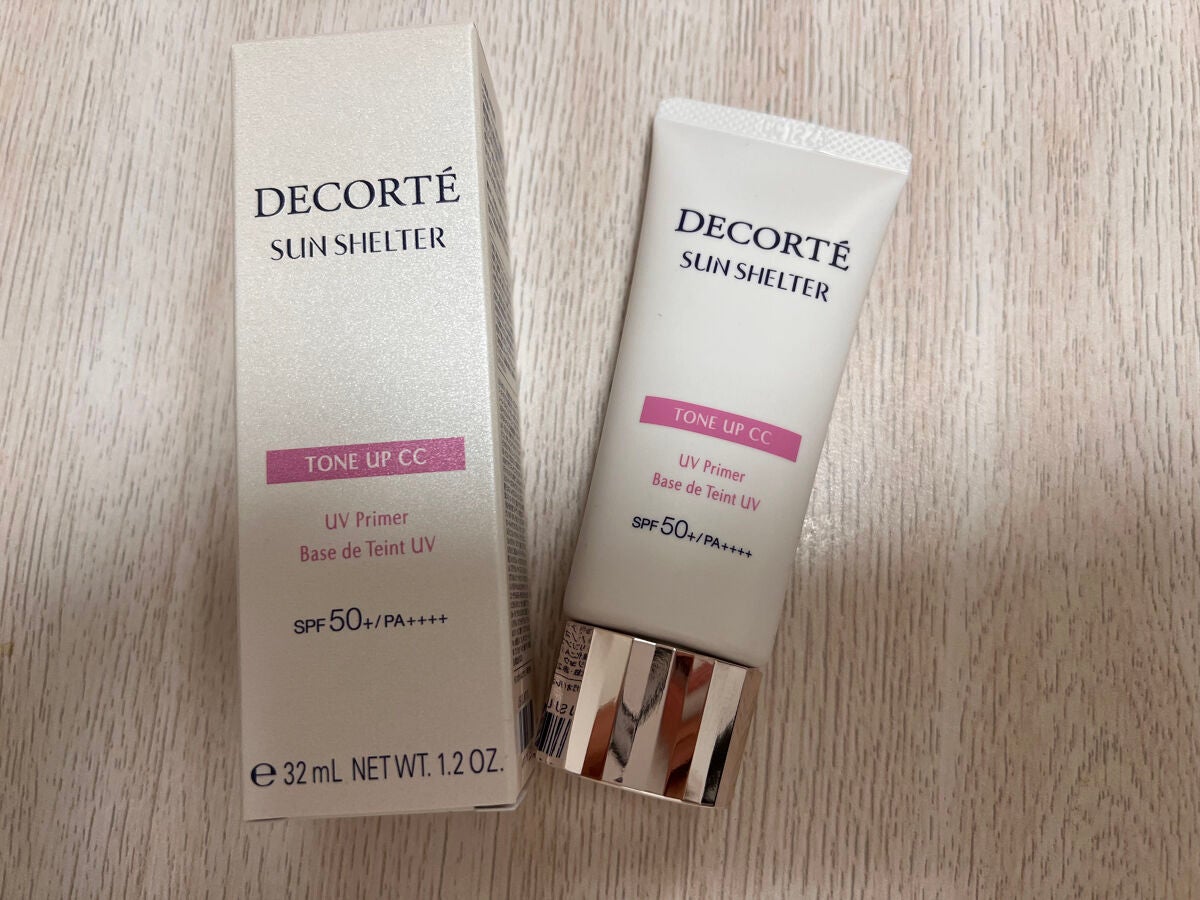 DECORTÉ
SUN SHELTER
TONE UP CC
UV Primer
Base de Teint UV
SPF 50+/PA++++
℮ 32 mL NET WT. 1.2 OZ.
DECORTÉ
SUN SHELTER
TONE UP CC
UV Primer
Base de Teint UV
SPF 50+/PA++++